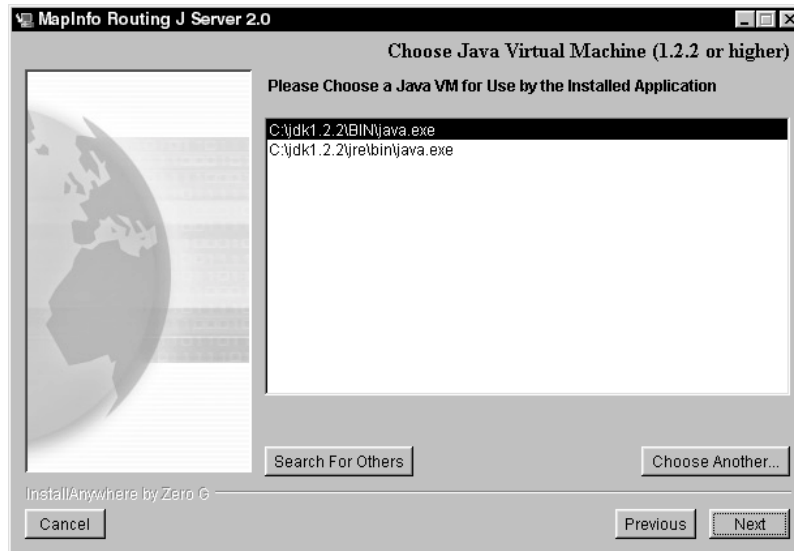 MapInfo Routing J Server 2.0
Choose Java Virtual Machine (1.2.2 or higher)
Please Choose a Java VM for Use by the Installed Application
C:\jdk1.2.2\BIN\java.exe
C:\jdk1.2.2\jre\bin\java.exe
Search For Others
Choose Another...
InstallAnywhere by Zero G
Cancel
Previous
Next